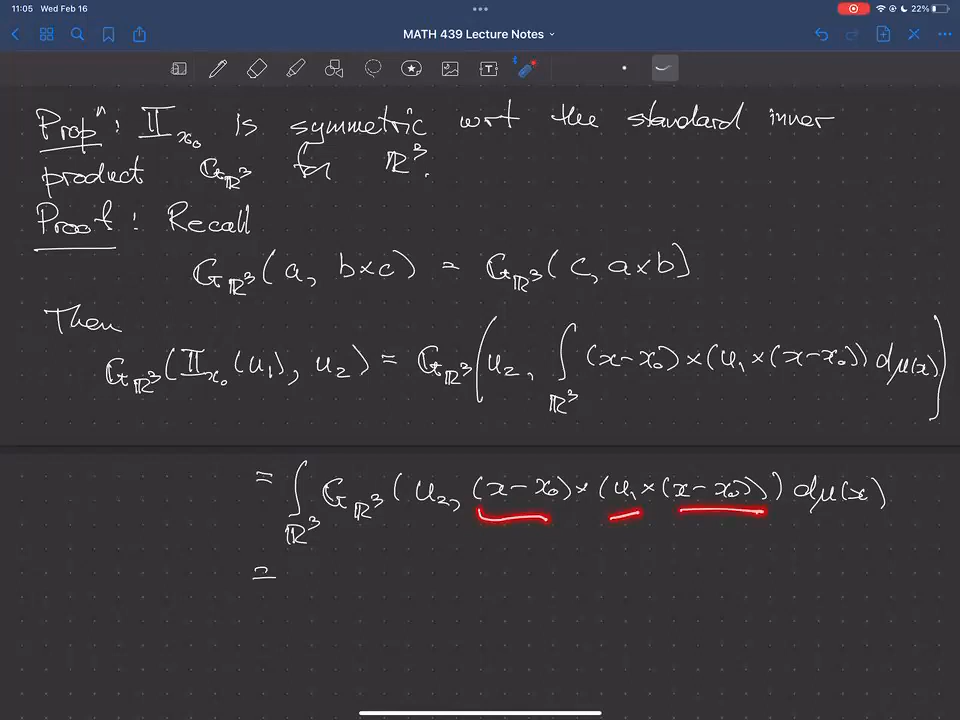 11:05 Wed Feb 16
22%
MATH 439 Lecture Notes
Propⁿ : 𝕀_{x₀} is symmetric wrt the standard inner
product 𝔾_{ℝ³} for ℝ³.
Proof : Recall
𝔾_{ℝ³}(a, b×c) = 𝔾_{ℝ³}(c, a×b)
Then
𝔾_{ℝ³}(𝕀_{x₀}(u₁), u₂) = 𝔾_{ℝ³}(u₂, ∫_{ℝ³} (x−x₀)×(u₁×(x−x₀)) dμ(x))
= ∫_{ℝ³} 𝔾_{ℝ³}(u₂, (x−x₀)×(u₁×(x−x₀))) dμ(x)
=